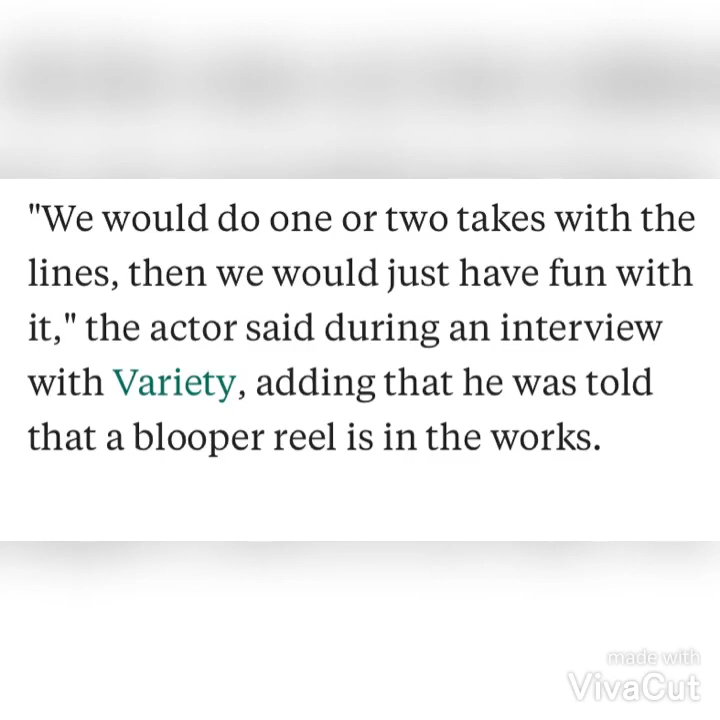 "We would do one or two takes with the
lines, then we would just have fun with
it," the actor said during an interview
with Variety, adding that he was told
that a blooper reel is in the works.
made with
VivaCut